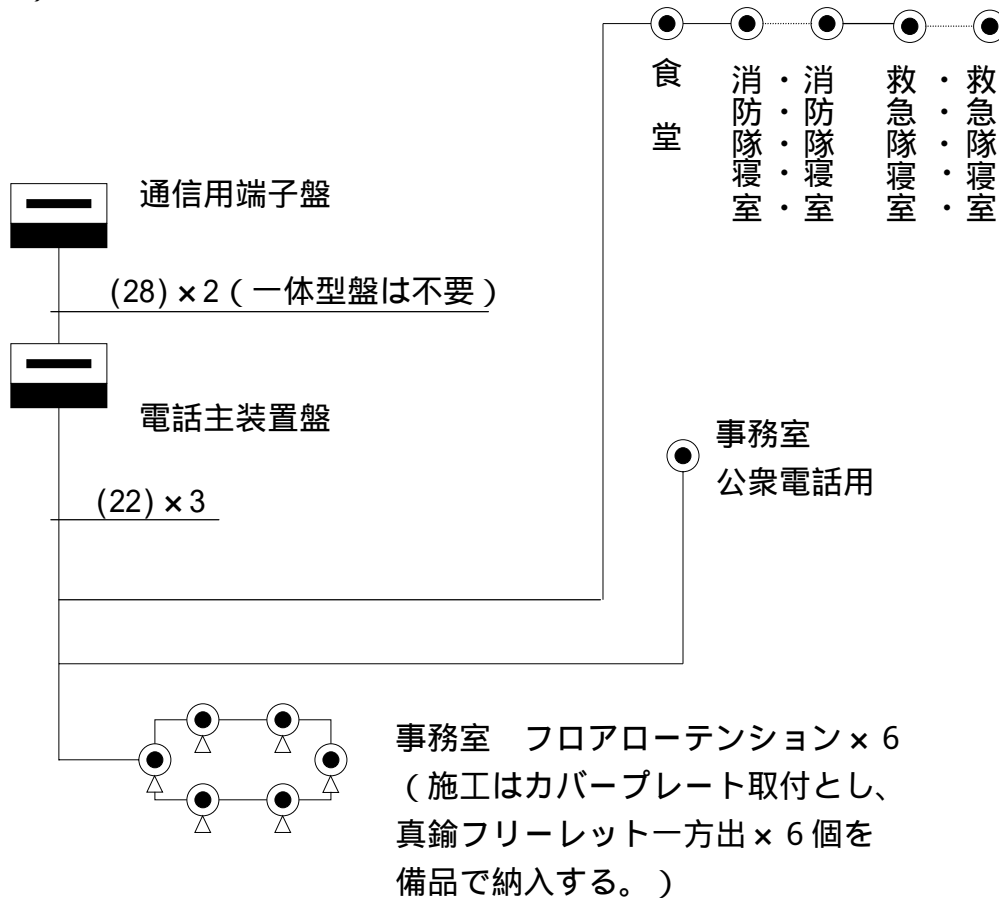 )
食堂
消防隊寝室
・・・・
消防隊寝室
救急隊寝室
・・・・
救急隊寝室
通信用端子盤
(28)×2(一体型盤は不要)
電話主装置盤
事務室
公衆電話用
(22)×3
事務室 フロアローテンション×6
(施工はカバープレート取付とし、
真鍮フリーレット一方出×6個を
備品で納入する。)